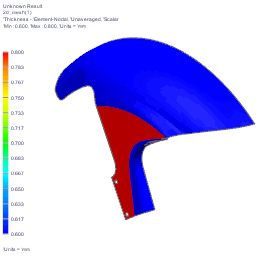 Unknown Result
2d_mesh(1)
Thickness - Element-Nodal, Unaveraged, Scalar
Min : 0.600, Max : 0.800, Units = mm
0.800
0.783
0.767
0.750
0.733
0.717
0.700
0.683
0.667
0.650
0.633
0.617
0.600
Units = mm